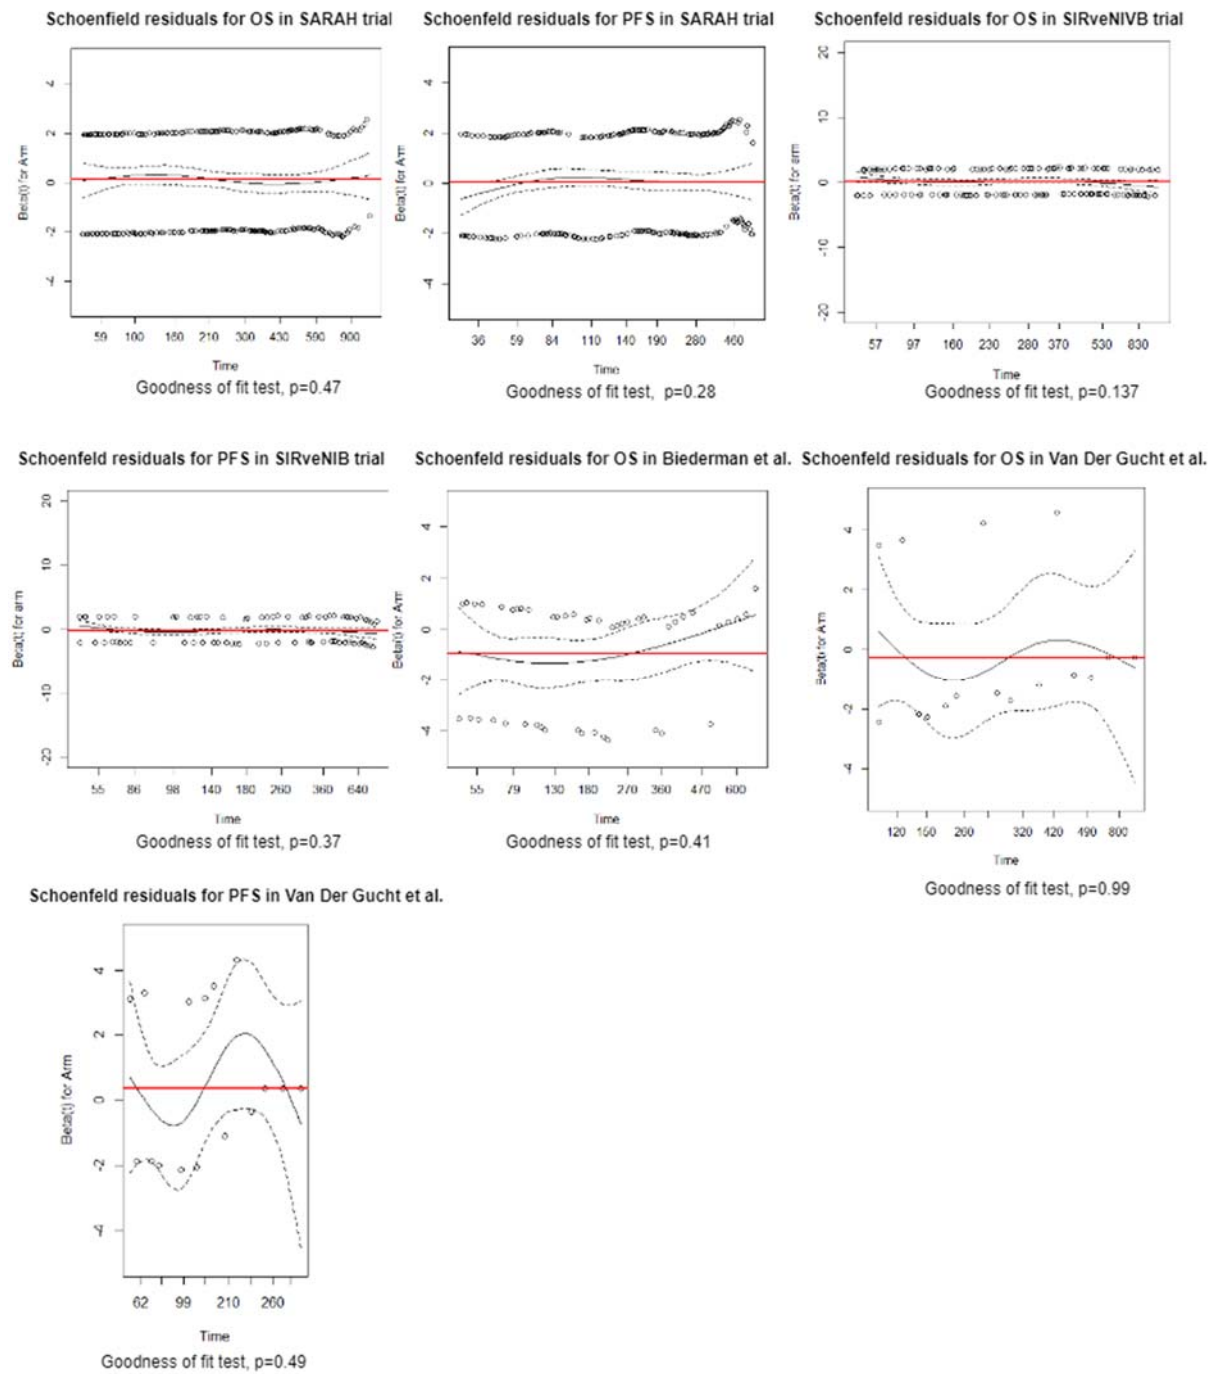 Schoenfeld residuals for OS in SARAH trial
4
2
0
-2
-4
Beta(t) for Arm
59 100 160 210 300 430 590 900
Time
Goodness of fit test, p=0.47
Schoenfeld residuals for PFS in SARAH trial
4
2
0
-2
-4
Beta(t) for Arm
36 59 84 110 140 190 280 460
Time
Goodness of fit test, p=0.28
Schoenfeld residuals for OS in SIRveNIVB trial
20
10
0
-10
-20
Beta(t) for arm
57 97 160 230 280 370 530 830
Time
Goodness of fit test, p=0.137
Schoenfeld residuals for PFS in SIRveNIB trial
20
10
0
-10
-20
Beta(t) for arm
55 86 98 140 180 260 360 640
Time
Goodness of fit test, p=0.37
Schoenfeld residuals for OS in Biederman et al.
4
2
0
-2
-4
Beta(t) for Arm
55 79 130 180 270 360 470 600
Time
Goodness of fit test, p=0.41
Schoenfeld residuals for OS in Van Der Gucht et al.
4
2
0
-2
-4
Beta(t) for Arm
120 150 260 320 420 490 800
Time
Goodness of fit test, p=0.99
Schoenfeld residuals for PFS in Van Der Gucht et al.
4
2
0
-2
-4
Beta(t) for Arm
62 99 210 260
Time
Goodness of fit test, p=0.49